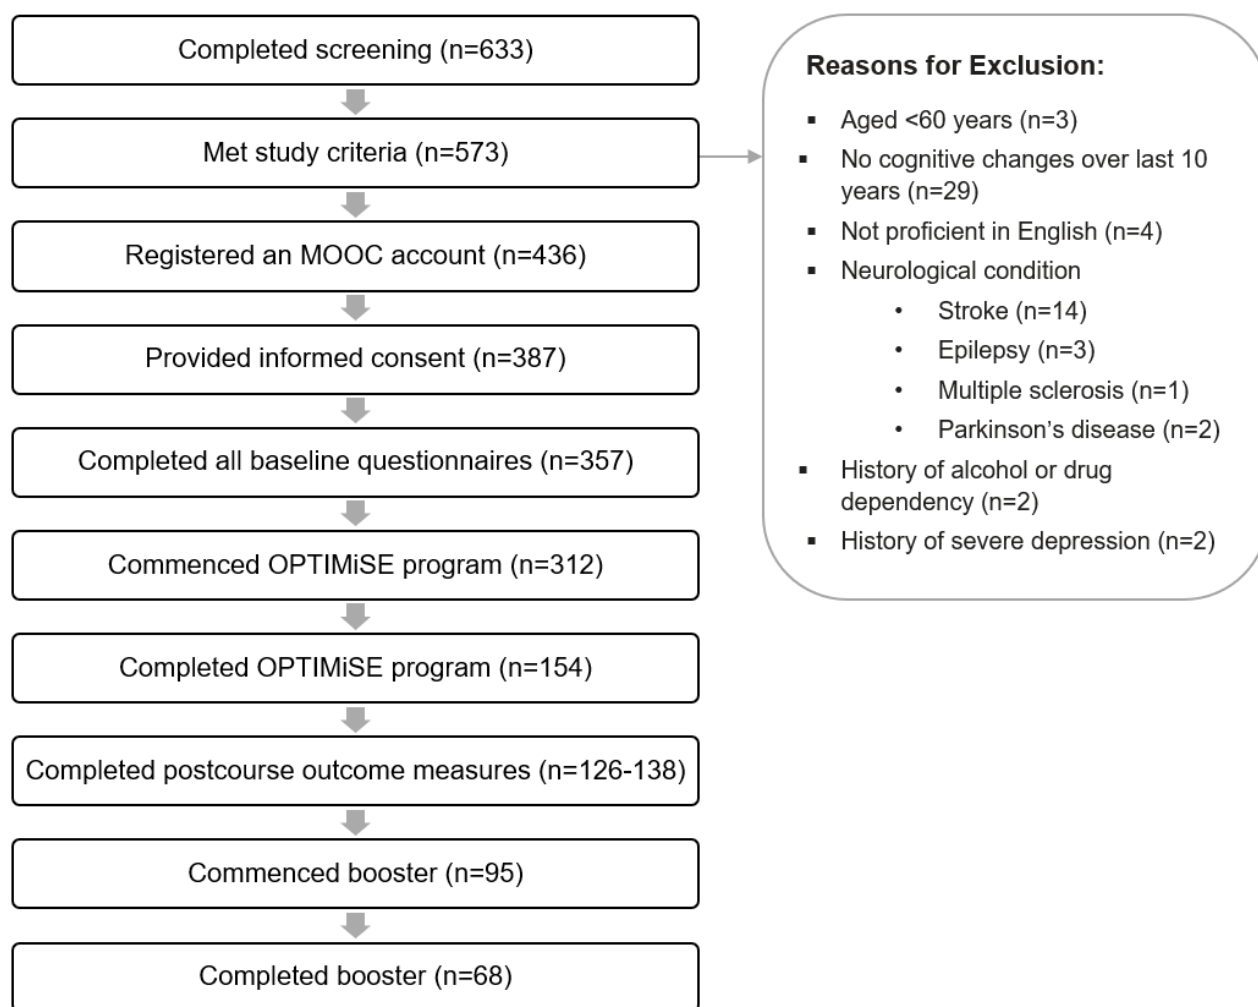 Completed screening (n=633)
Met study criteria (n=573)
Registered an MOOC account (n=436)
Provided informed consent (n=387)
Completed all baseline questionnaires (n=357)
Commenced OPTIMiSE program (n=312)
Completed OPTIMiSE program (n=154)
Completed postcourse outcome measures (n=126-138)
Commenced booster (n=95)
Completed booster (n=68)
Reasons for Exclusion:
▪ Aged <60 years (n=3)
▪ No cognitive changes over last 10
years (n=29)
▪ Not proficient in English (n=4)
▪ Neurological condition
• Stroke (n=14)
• Epilepsy (n=3)
• Multiple sclerosis (n=1)
• Parkinson’s disease (n=2)
▪ History of alcohol or drug
dependency (n=2)
▪ History of severe depression (n=2)